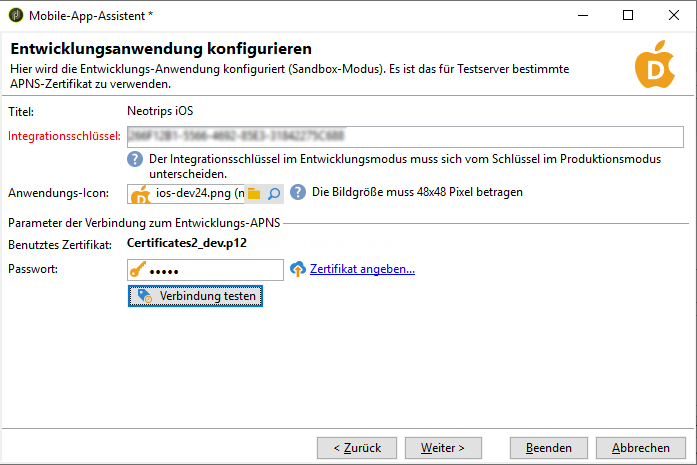 Mobile-App-Assistent *
Entwicklungsanwendung konfigurieren
Hier wird die Entwicklungs-Anwendung konfiguriert (Sandbox-Modus). Es ist das für Testserver bestimmte
APNS-Zertifikat zu verwenden.
D
Titel: Neotrips iOS
Integrationsschlüssel:
Der Integrationsschlüssel im Entwicklungsmodus muss sich vom Schlüssel im Produktionsmodus
unterscheiden.
Anwendungs-Icon: ios-dev24.png (n Die Bildgröße muss 48x48 Pixel betragen
Parameter der Verbindung zum Entwicklungs-APNS
Benutztes Zertifikat: Certificates2_dev.p12
Passwort: ••••• Zertifikat angeben...
Verbindung testen
< Zurück Weiter > Beenden Abbrechen